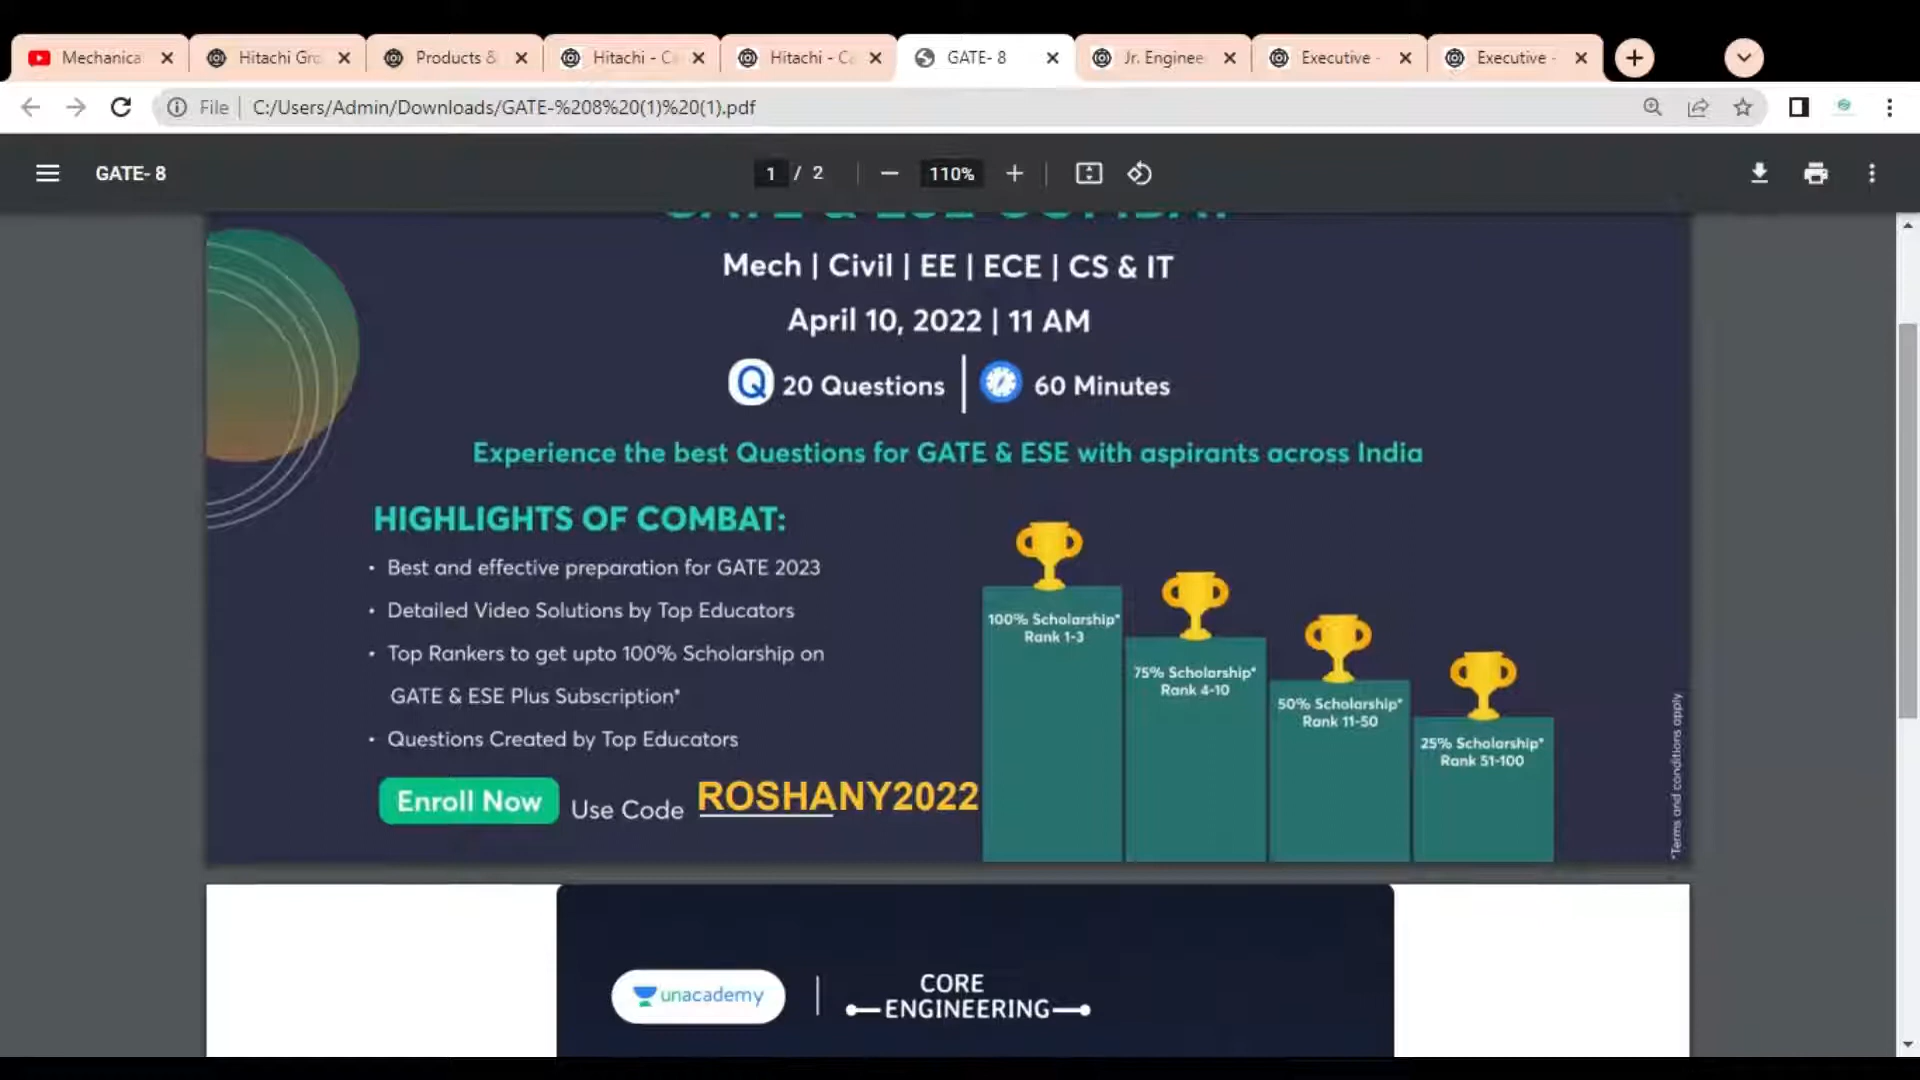 Mechanica
Hitachi Gro
Products &
Hitachi - C
Hitachi - Ca
GATE- 8
Jr. Enginee
Executive -
Executive -
File
C:/Users/Admin/Downloads/GATE-%208%20(1)%20(1).pdf
GATE- 8
1 / 2
110%
GATE & ESE COMBAT
Mech | Civil | EE | ECE | CS & IT
April 10, 2022 | 11 AM
Q 20 Questions | 60 Minutes
Experience the best Questions for GATE & ESE with aspirants across India
HIGHLIGHTS OF COMBAT:
• Best and effective preparation for GATE 2023
• Detailed Video Solutions by Top Educators
• Top Rankers to get upto 100% Scholarship on
GATE & ESE Plus Subscription*
• Questions Created by Top Educators
Enroll Now Use Code ROSHANY2022
100% Scholarship*
Rank 1-3
75% Scholarship*
Rank 4-10
50% Scholarship*
Rank 11-50
25% Scholarship*
Rank 51-100
*Terms and conditions apply
unacademy
CORE
ENGINEERING